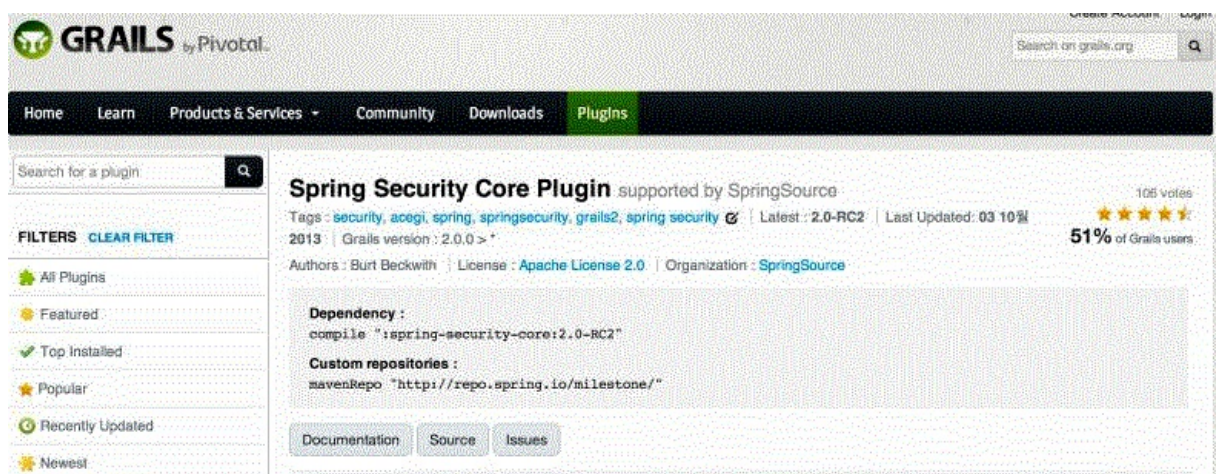 Create Account Login
GRAILS by Pivotal.
Search on grails.org
Home Learn Products & Services Community Downloads Plugins
Search for a plugin
FILTERS CLEAR FILTER
All Plugins
Featured
Top Installed
Popular
Recently Updated
Newest
Spring Security Core Plugin supported by SpringSource
106 votes
Tags : security, acegi, spring, springsecurity, grails2, spring security | Latest : 2.0-RC2 | Last Updated: 03 10월
2013 | Grails version : 2.0.0 > *
51% of Grails users
Authors : Burt Beckwith | License : Apache License 2.0 | Organization : SpringSource
Dependency :
compile ":spring-security-core:2.0-RC2"
Custom repositories :
mavenRepo "http://repo.spring.io/milestone/"
Documentation Source Issues